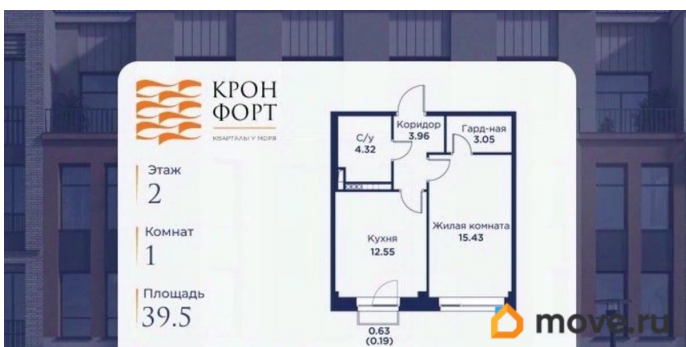 КРОН
ФОРТ
КВАРТАЛЫ У МОРЯ
Этаж
2
Комнат
1
Площадь
39.5
С/у
4.32
Коридор
3.96
Гард-ная
3.05
Кухня
12.55
Жилая комната
15.43
0.63
(0.19)
move.ru